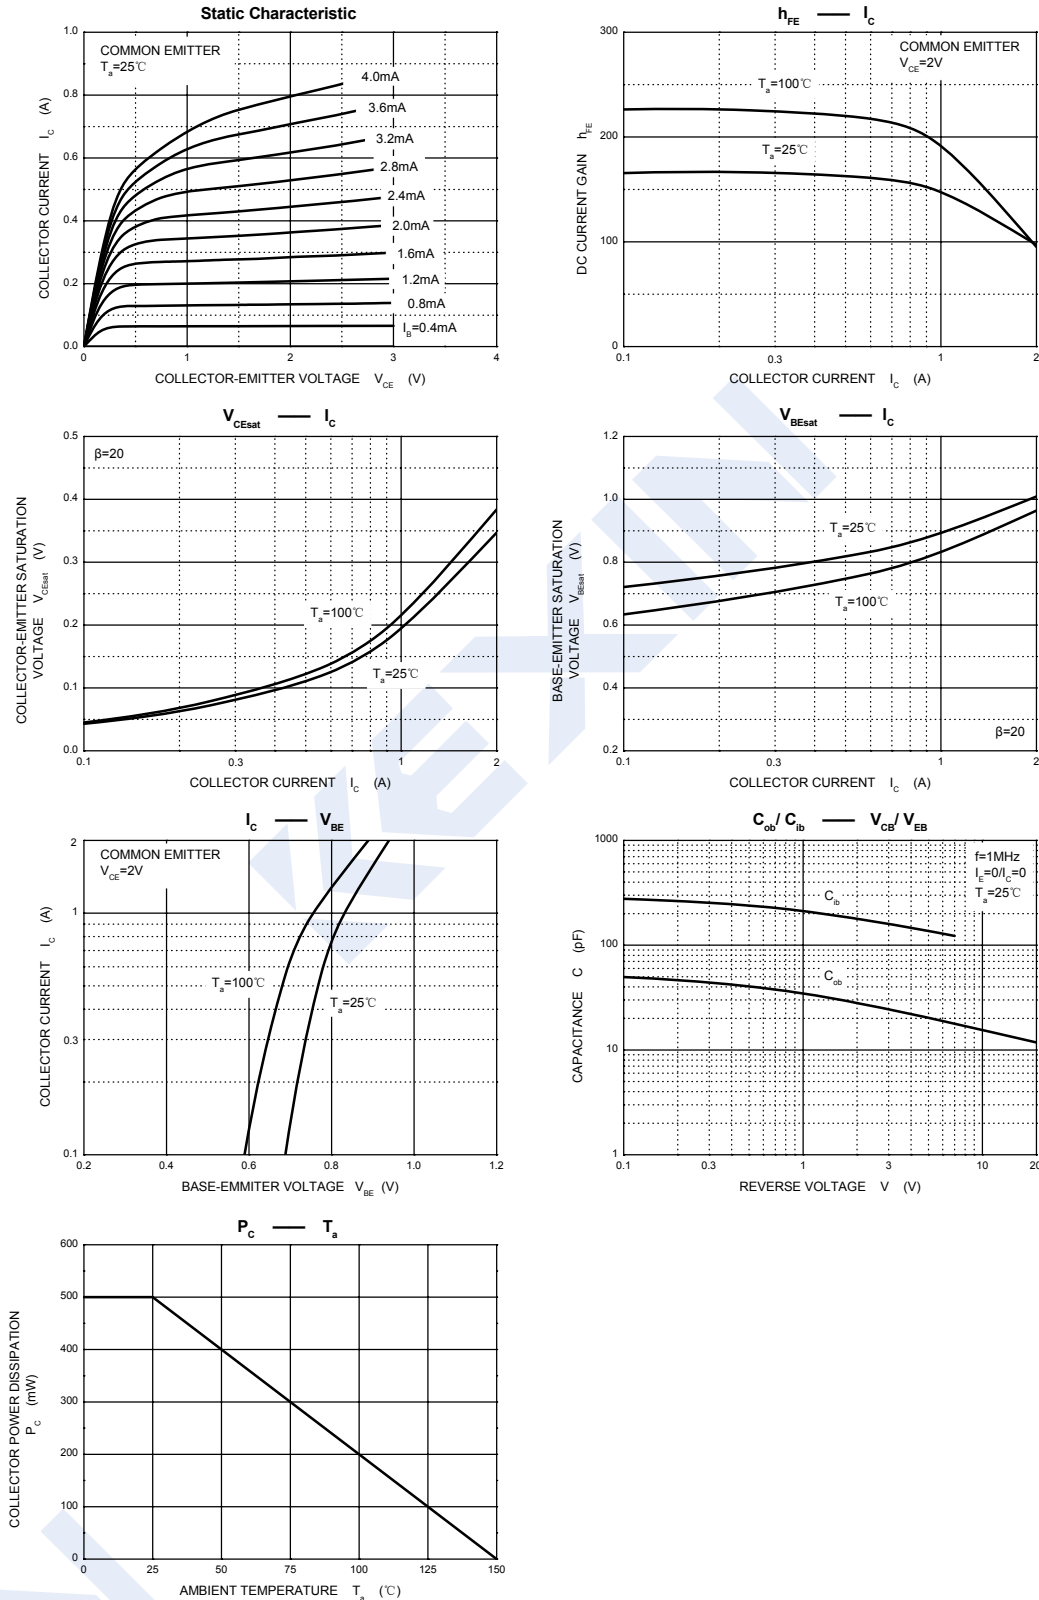 Static Characteristic
COMMON EMITTER
Ta=25℃
4.0mA
3.6mA
3.2mA
2.8mA
2.4mA
2.0mA
1.6mA
1.2mA
0.8mA
IB=0.4mA
1.0
0.8
0.6
0.4
0.2
0.0
0 1 2 3 4
COLLECTOR CURRENT IC (A)
COLLECTOR-EMITTER VOLTAGE VCE (V)
hFE —— IC
COMMON EMITTER
VCE=2V
Ta=100℃
Ta=25℃
300
200
100
0
0.1 0.3 1 2
DC CURRENT GAIN hFE
COLLECTOR CURRENT IC (A)
VCEsat —— IC
β=20
Ta=100℃
Ta=25℃
0.5
0.4
0.3
0.2
0.1
0.0
0.1 0.3 1 2
COLLECTOR-EMITTER SATURATION
VOLTAGE VCEsat (V)
COLLECTOR CURRENT IC (A)
VBEsat —— IC
Ta=25℃
Ta=100℃
β=20
1.2
1.0
0.8
0.6
0.4
0.2
0.1 0.3 1 2
BASE-EMITTER SATURATION
VOLTAGE VBEsat (V)
COLLECTOR CURRENT IC (A)
IC —— VBE
COMMON EMITTER
VCE=2V
Ta=100℃
Ta=25℃
2
1
0.3
0.1
0.2 0.4 0.6 0.8 1.0 1.2
COLLECTOR CURRENT IC (A)
BASE-EMMITER VOLTAGE VBE (V)
Cob/ Cib —— VCB/ VEB
f=1MHz
IE=0/IC=0
Ta=25℃
Cib
Cob
1000
100
10
1
0.1 0.3 1 3 10 20
CAPACITANCE C (pF)
REVERSE VOLTAGE V (V)
PC —— Ta
600
500
400
300
200
100
0
0 25 50 75 100 125 150
COLLECTOR POWER DISSIPATION
PC (mW)
AMBIENT TEMPERATURE Ta (℃)
KEXIN